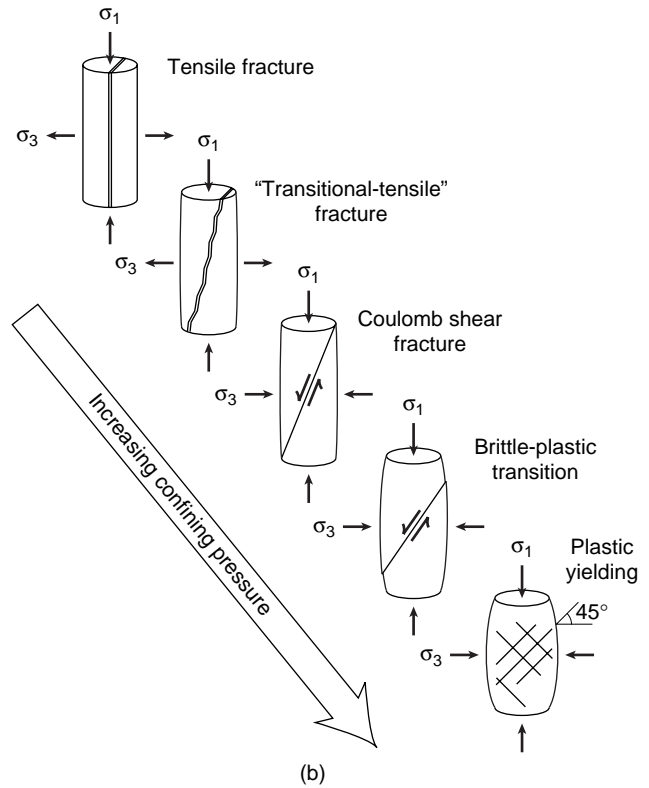 σ1
Tensile fracture
σ3
σ1
“Transitional-tensile”
fracture
σ3
σ1
Coulomb shear
fracture
σ3
σ1
Brittle-plastic
transition
σ3
σ1
Plastic
yielding
45°
σ3
Increasing confining pressure
(b)